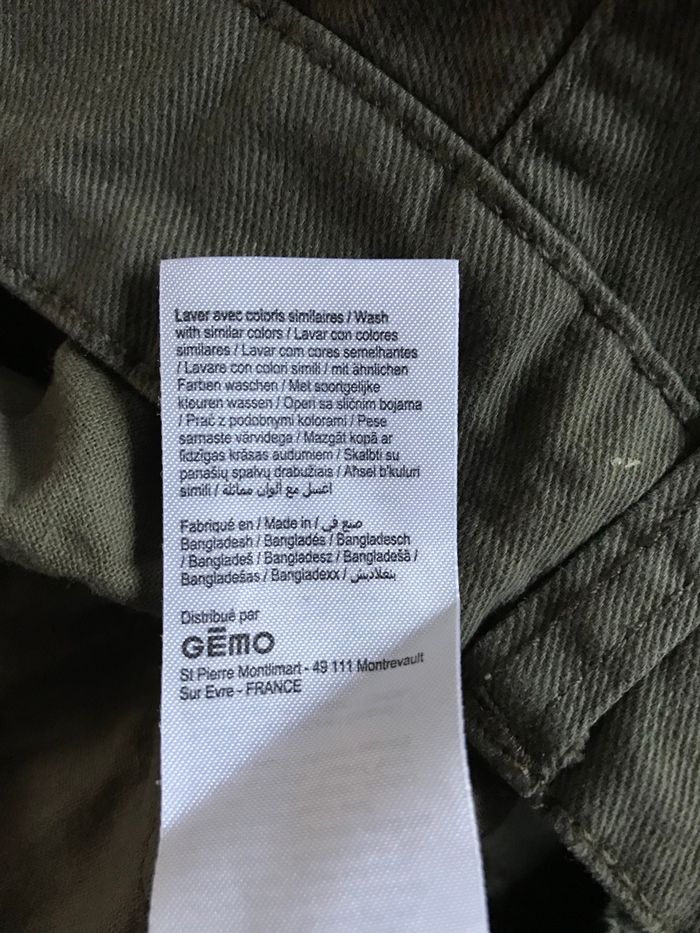 Laver avec coloris similaires / Wash
with similar colors / Lavar con colores
similares / Lavar com cores semelhantes
/ Lavare con colori simili / mit ähnlichen
Farben waschen / Met soortgelijke
kleuren wassen / Operi sa sličnim bojama
/ Prać z podobnymi kolorami / Pese
sarnaste värvidega / Mazgāt kopā ar
līdzīgas krāsas audumiem / Skalbti su
panašių spalvų drabužiais / Aħsel b'kuluri
simili / اغسل مع ألوان مماثلة
Fabriqué en / Made in / صنع في
Bangladesh / Bangladés / Bangladesch
/ Bangladeš / Bangladesz / Bangladešā /
Bangladešas / Bangladexx / بنغلاديش
Distribué par
GĒMO
St Pierre Montlimart - 49 111 Montrevault
Sur Evre - FRANCE